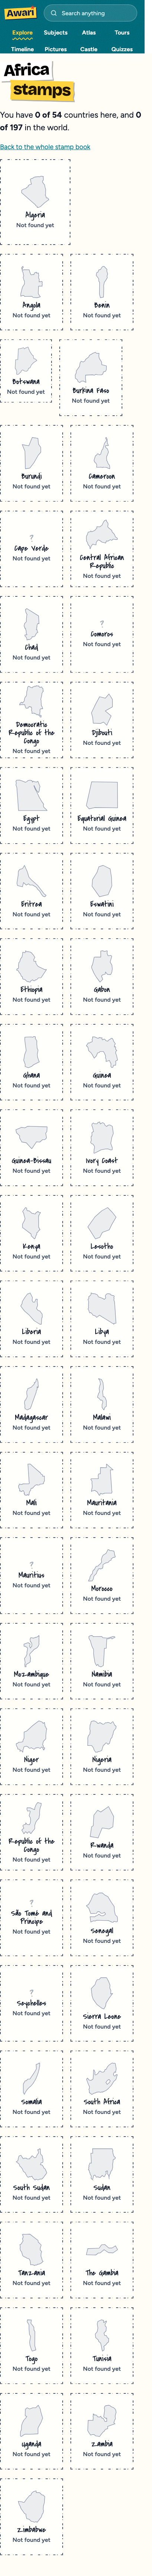 Awari
Search anything
Explore
Subjects
Atlas
Tours
Timeline
Pictures
Castle
Quizzes
Africa
stamps
You have 0 of 54 countries here, and 0
of 197 in the world.
Back to the whole stamp book
Algeria
Not found yet
Angola
Not found yet
Benin
Not found yet
Botswana
Not found yet
Burkina Faso
Not found yet
Burundi
Not found yet
Cameroon
Not found yet
?
Cape Verde
Not found yet
Central African
Republic
Not found yet
Chad
Not found yet
?
Comoros
Not found yet
Democratic
Republic of the
Congo
Not found yet
Djibouti
Not found yet
Egypt
Not found yet
Equatorial Guinea
Not found yet
Eritrea
Not found yet
Eswatini
Not found yet
Ethiopia
Not found yet
Gabon
Not found yet
Ghana
Not found yet
Guinea
Not found yet
Guinea-Bissau
Not found yet
Ivory Coast
Not found yet
Kenya
Not found yet
Lesotho
Not found yet
Liberia
Not found yet
Libya
Not found yet
Madagascar
Not found yet
Malawi
Not found yet
Mali
Not found yet
Mauritania
Not found yet
?
Mauritius
Not found yet
Morocco
Not found yet
Mozambique
Not found yet
Namibia
Not found yet
Niger
Not found yet
Nigeria
Not found yet
Republic of the
Congo
Not found yet
Rwanda
Not found yet
?
São Tomé and
Príncipe
Not found yet
Senegal
Not found yet
?
Seychelles
Not found yet
Sierra Leone
Not found yet
Somalia
Not found yet
South Africa
Not found yet
South Sudan
Not found yet
Sudan
Not found yet
Tanzania
Not found yet
The Gambia
Not found yet
Togo
Not found yet
Tunisia
Not found yet
Uganda
Not found yet
Zambia
Not found yet
Zimbabwe
Not found yet